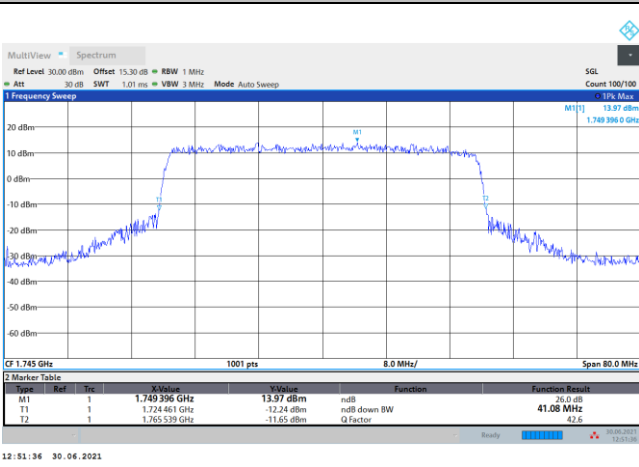 MultiView Spectrum
Ref Level 30.00 dBm Offset 15.30 dB RBW 1 MHz SGL
Att 30 dB SWT 1.01 ms VBW 3 MHz Mode Auto Sweep Count 100/100
1 Frequency Sweep 1Pk Max
M1[1] 13.97 dBm
1.749 396 0 GHz
20 dBm
M1
10 dBm
0 dBm
-10 dBm
T2
-20 dBm
-30 dBm
-40 dBm
-50 dBm
-60 dBm
CF 1.745 GHz 1001 pts 8.0 MHz/ Span 80.0 MHz
2 Marker Table
Type Ref Trc X-Value Y-Value Function Function Result
M1 1 1.749 396 GHz 13.97 dBm ndB 26.0 dB
T1 1 1.724 461 GHz -12.24 dBm ndB down BW 41.08 MHz
T2 1 1.765 539 GHz -11.65 dBm Q Factor 42.6
Ready 30.06.2021
12:51:36
12:51:36 30.06.2021